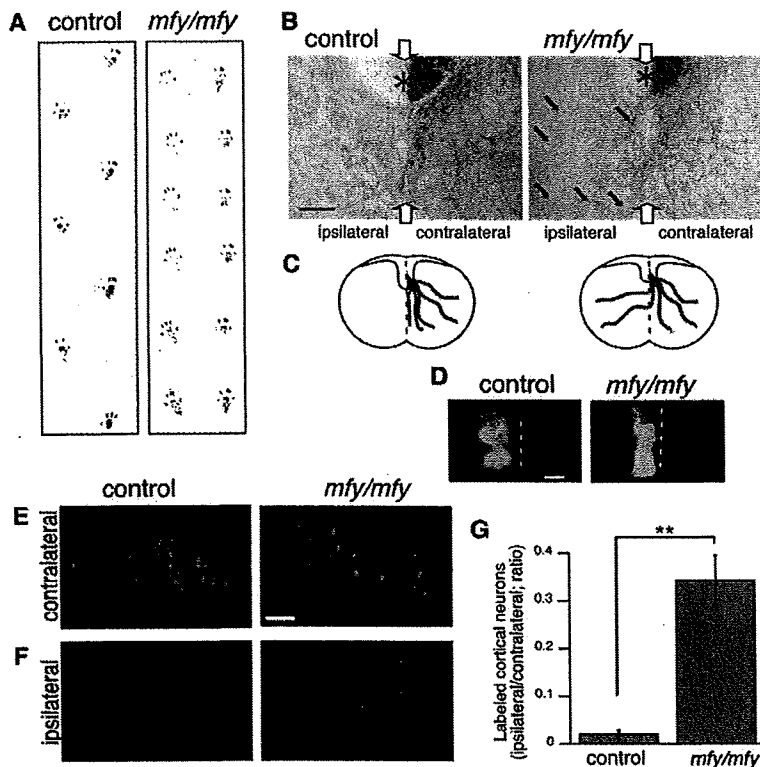 A
control
mfy/mfy
B
control
mfy/mfy
*
*
ipsilateral
contralateral
ipsilateral
contralateral
C
D
control
mfy/mfy
control
mfy/mfy
E
contralateral
F
ipsilateral
G
**
0.4
0.3
0.2
0.1
0
Labeled cortical neurons
(ipsilateral/contralateral; ratio)
control
mfy/mfy